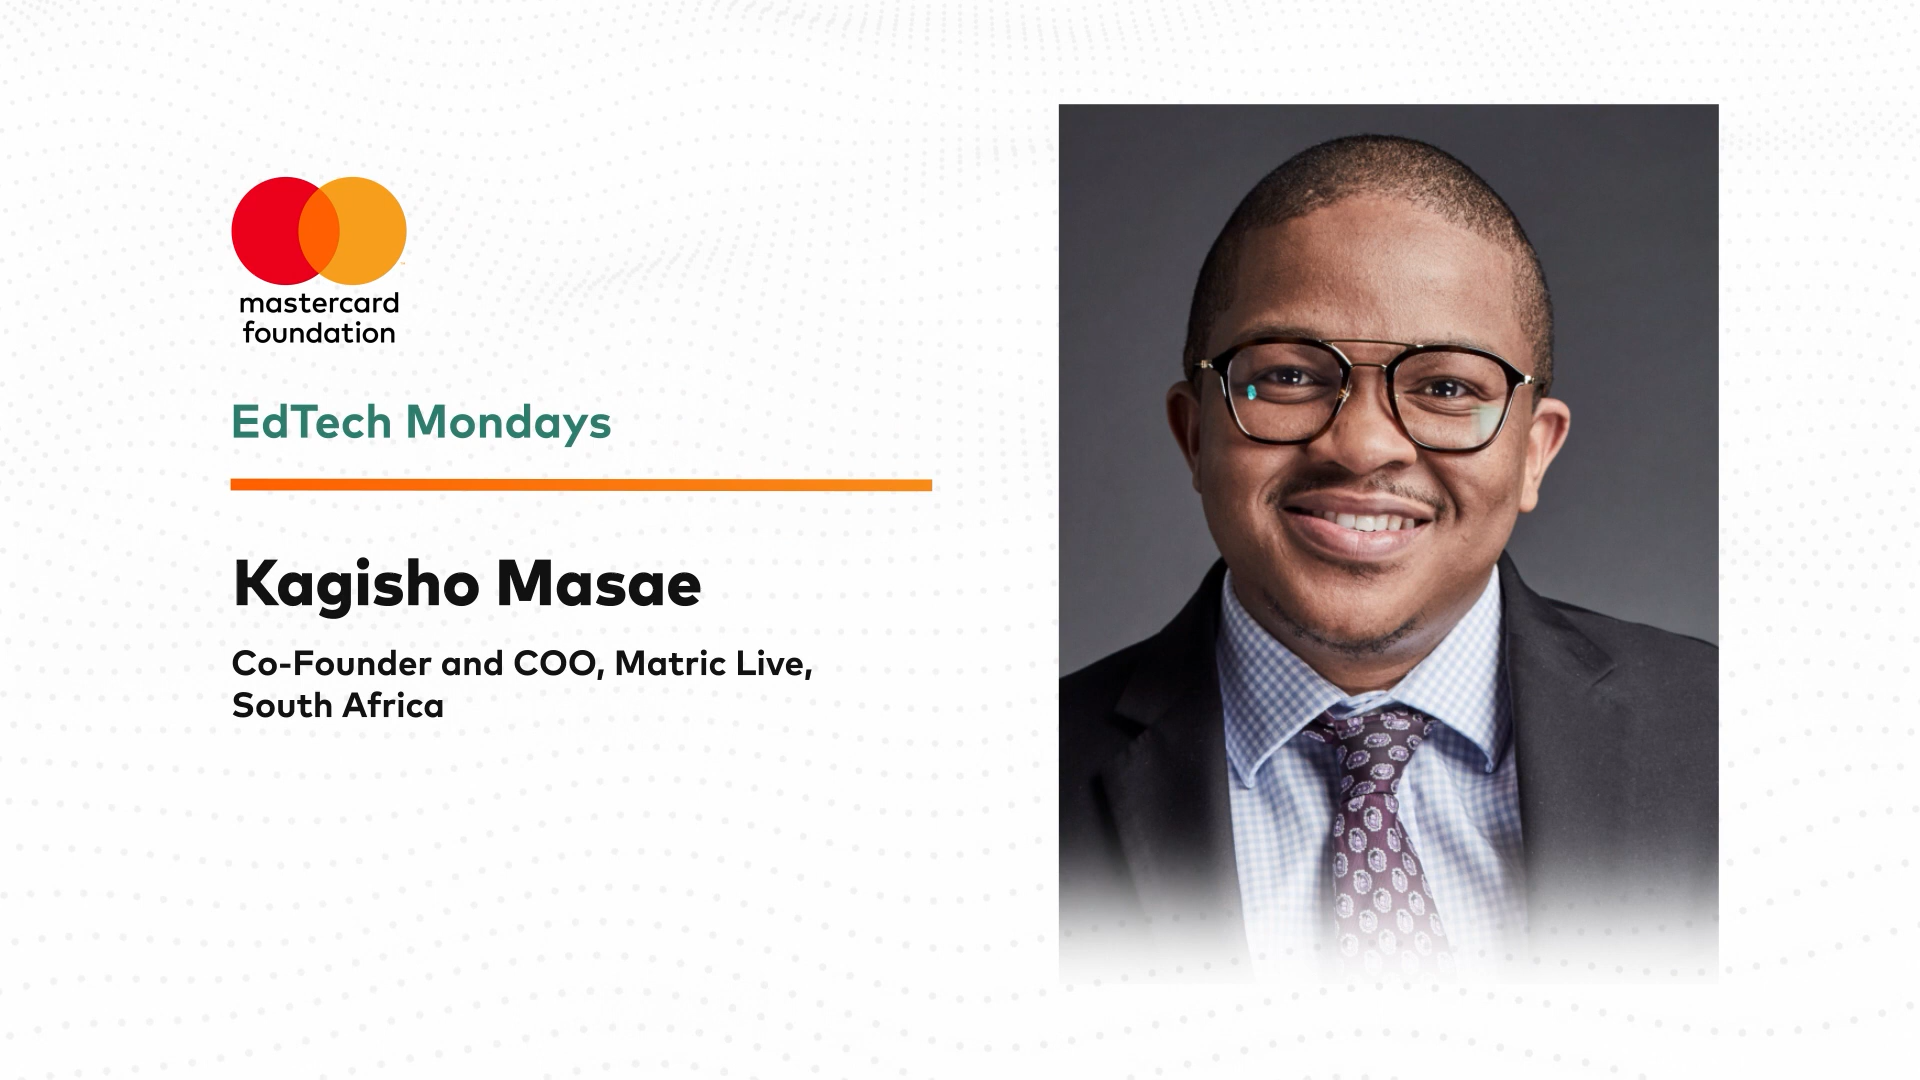 mastercard
foundation
EdTech Mondays
Kagisho Masae
Co-Founder and COO, Matric Live,
South Africa